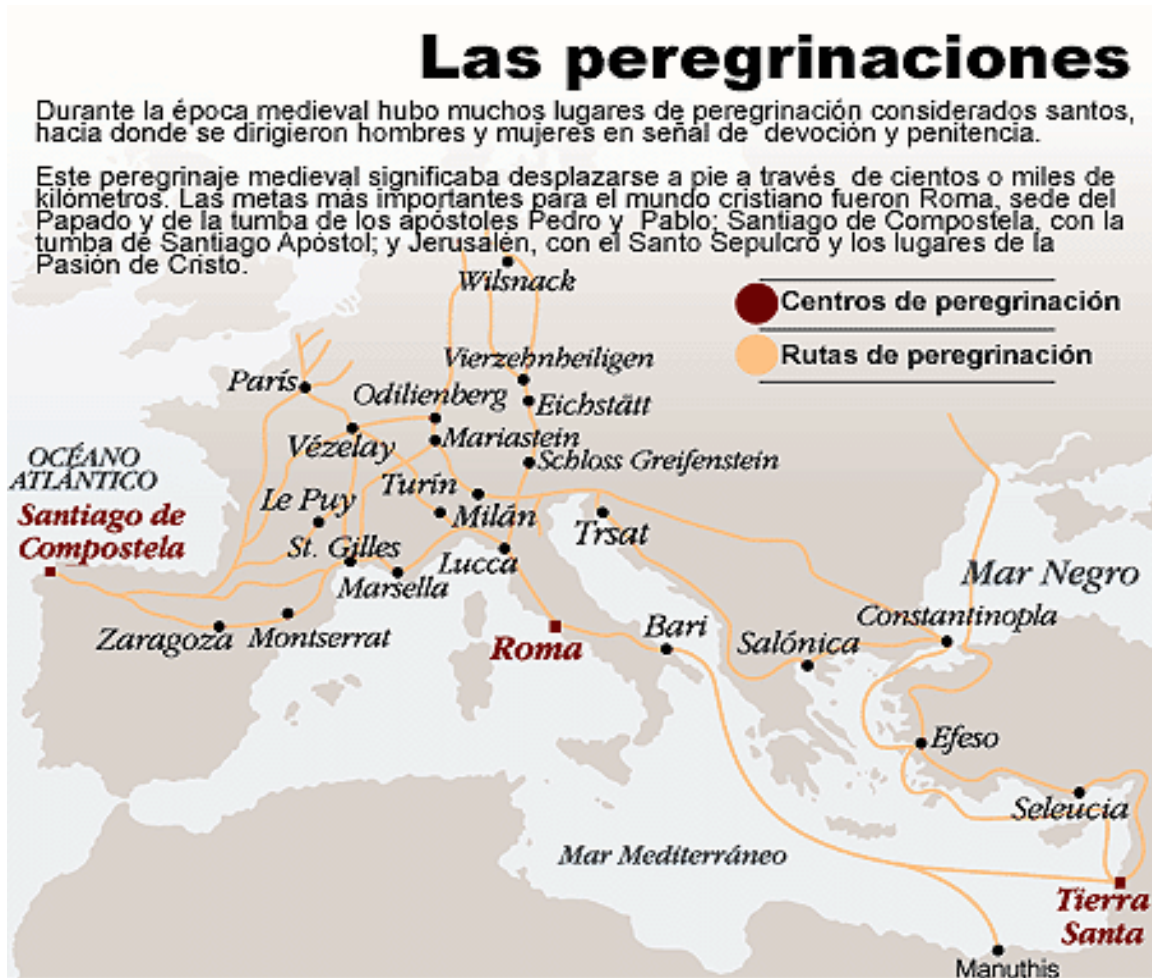 Las peregrinaciones
Durante la época medieval hubo muchos lugares de peregrinación considerados santos,
hacia donde se dirigieron hombres y mujeres en señal de devoción y penitencia.
Este peregrinaje medieval significaba desplazarse a pie a través de cientos o miles de
kilómetros. Las metas más importantes para el mundo cristiano fueron Roma, sede del
Papado y de la tumba de los apóstoles Pedro y Pablo; Santiago de Compostela, con la
tumba de Santiago Apóstol; y Jerusalén, con el Santo Sepulcro y los lugares de la
Pasión de Cristo.
Wilsnack
Centros de peregrinación
Rutas de peregrinación
Vierzehnheiligen
París
Odilienberg
Eichstätt
Vézelay
Mariastein
Schloss Greifenstein
OCÉANO
ATLÁNTICO
Turín
Le Puy
Milán
Trsat
Santiago de
Compostela
St. Gilles
Lucca
Marsella
Mar Negro
Constantinopla
Zaragoza
Montserrat
Roma
Bari
Salónica
Efeso
Seleucia
Mar Mediterráneo
Tierra
Santa
Manuthis